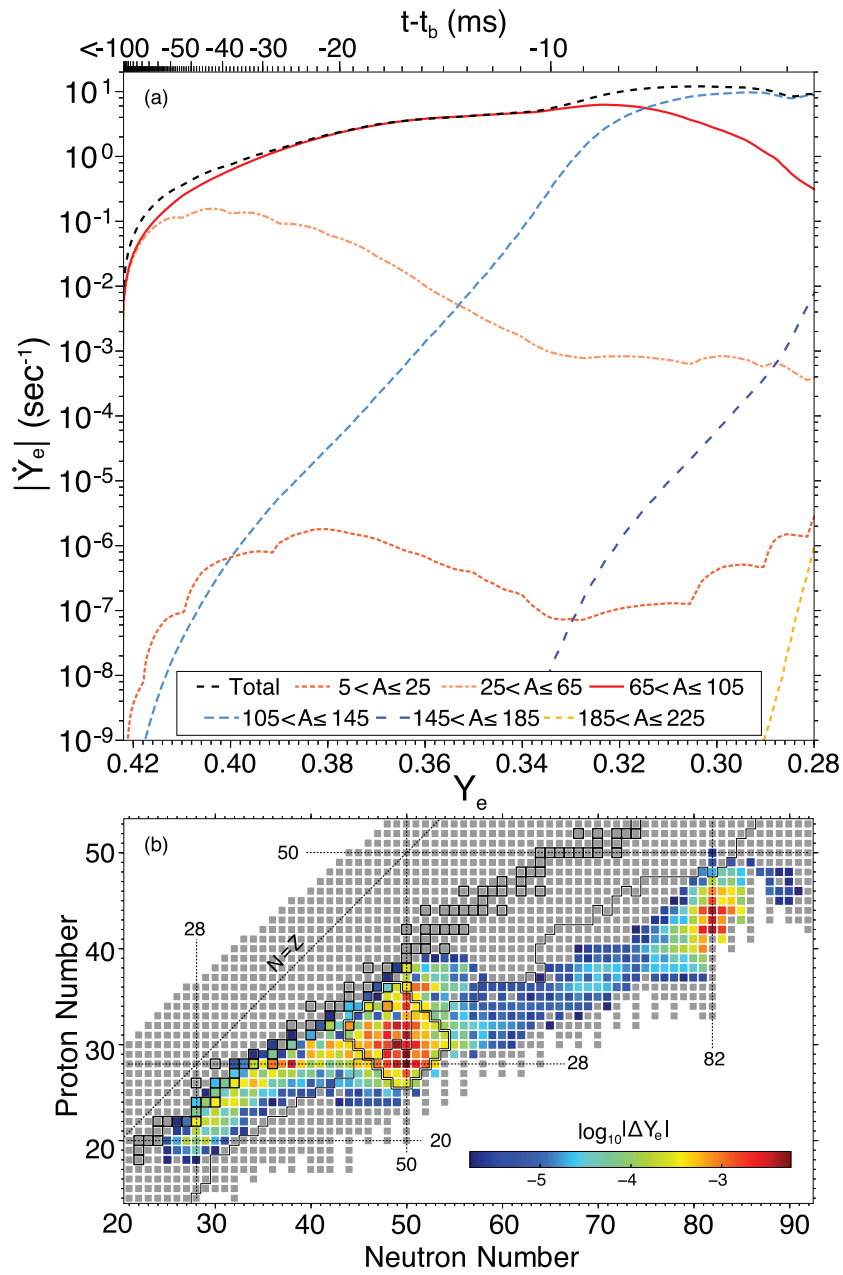 t-t_b (ms)
<-100 -50 -40 -30 -20 -10
(a)
10^1
10^0
10^-1
10^-2
10^-3
10^-4
10^-5
10^-6
10^-7
10^-8
10^-9
|Ẏ_e| (sec^-1)
Total 5<A≤25 25<A≤65 65<A≤105
105<A≤145 145<A≤185 185<A≤225
0.42 0.40 0.38 0.36 0.34 0.32 0.30 0.28
Y_e
(b)
50
28
N=Z
28
82
20
50
log_10|ΔY_e|
-5 -4 -3
50
40
30
20
Proton Number
20 30 40 50 60 70 80 90
Neutron Number